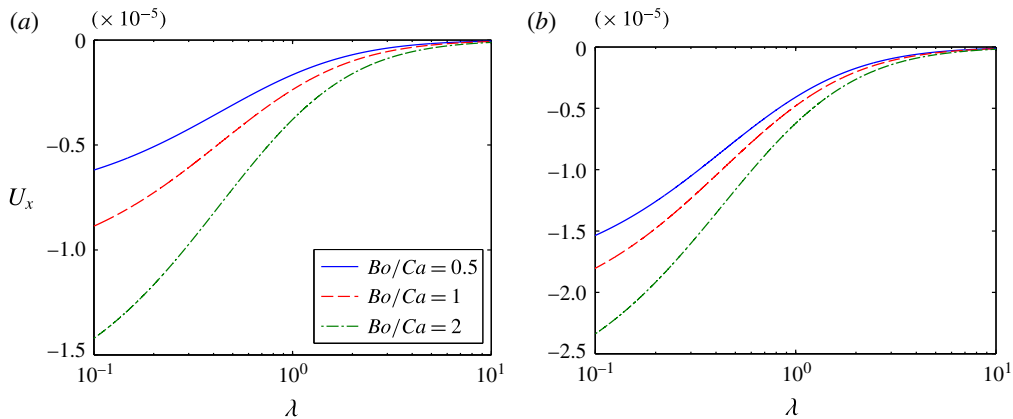 (a)
(× 10⁻⁵)
0
−0.5
−1.0
−1.5
Uₓ
10⁻¹
10⁰
10¹
λ
Bo/Ca = 0.5
Bo/Ca = 1
Bo/Ca = 2
(b)
(× 10⁻⁵)
0
−0.5
−1.0
−1.5
−2.0
−2.5
10⁻¹
10⁰
10¹
λ